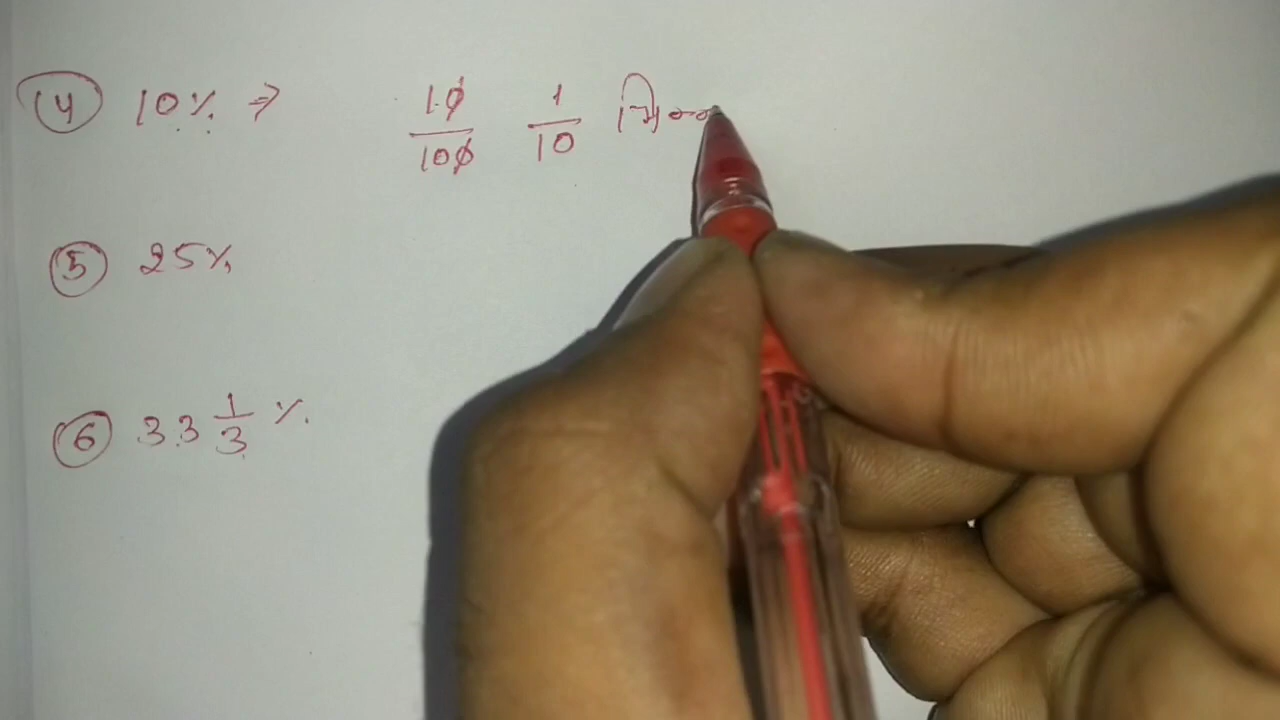 (4) 10% ⇒ 10/100 1/10
(5) 25%
(6) 33 1/3 %